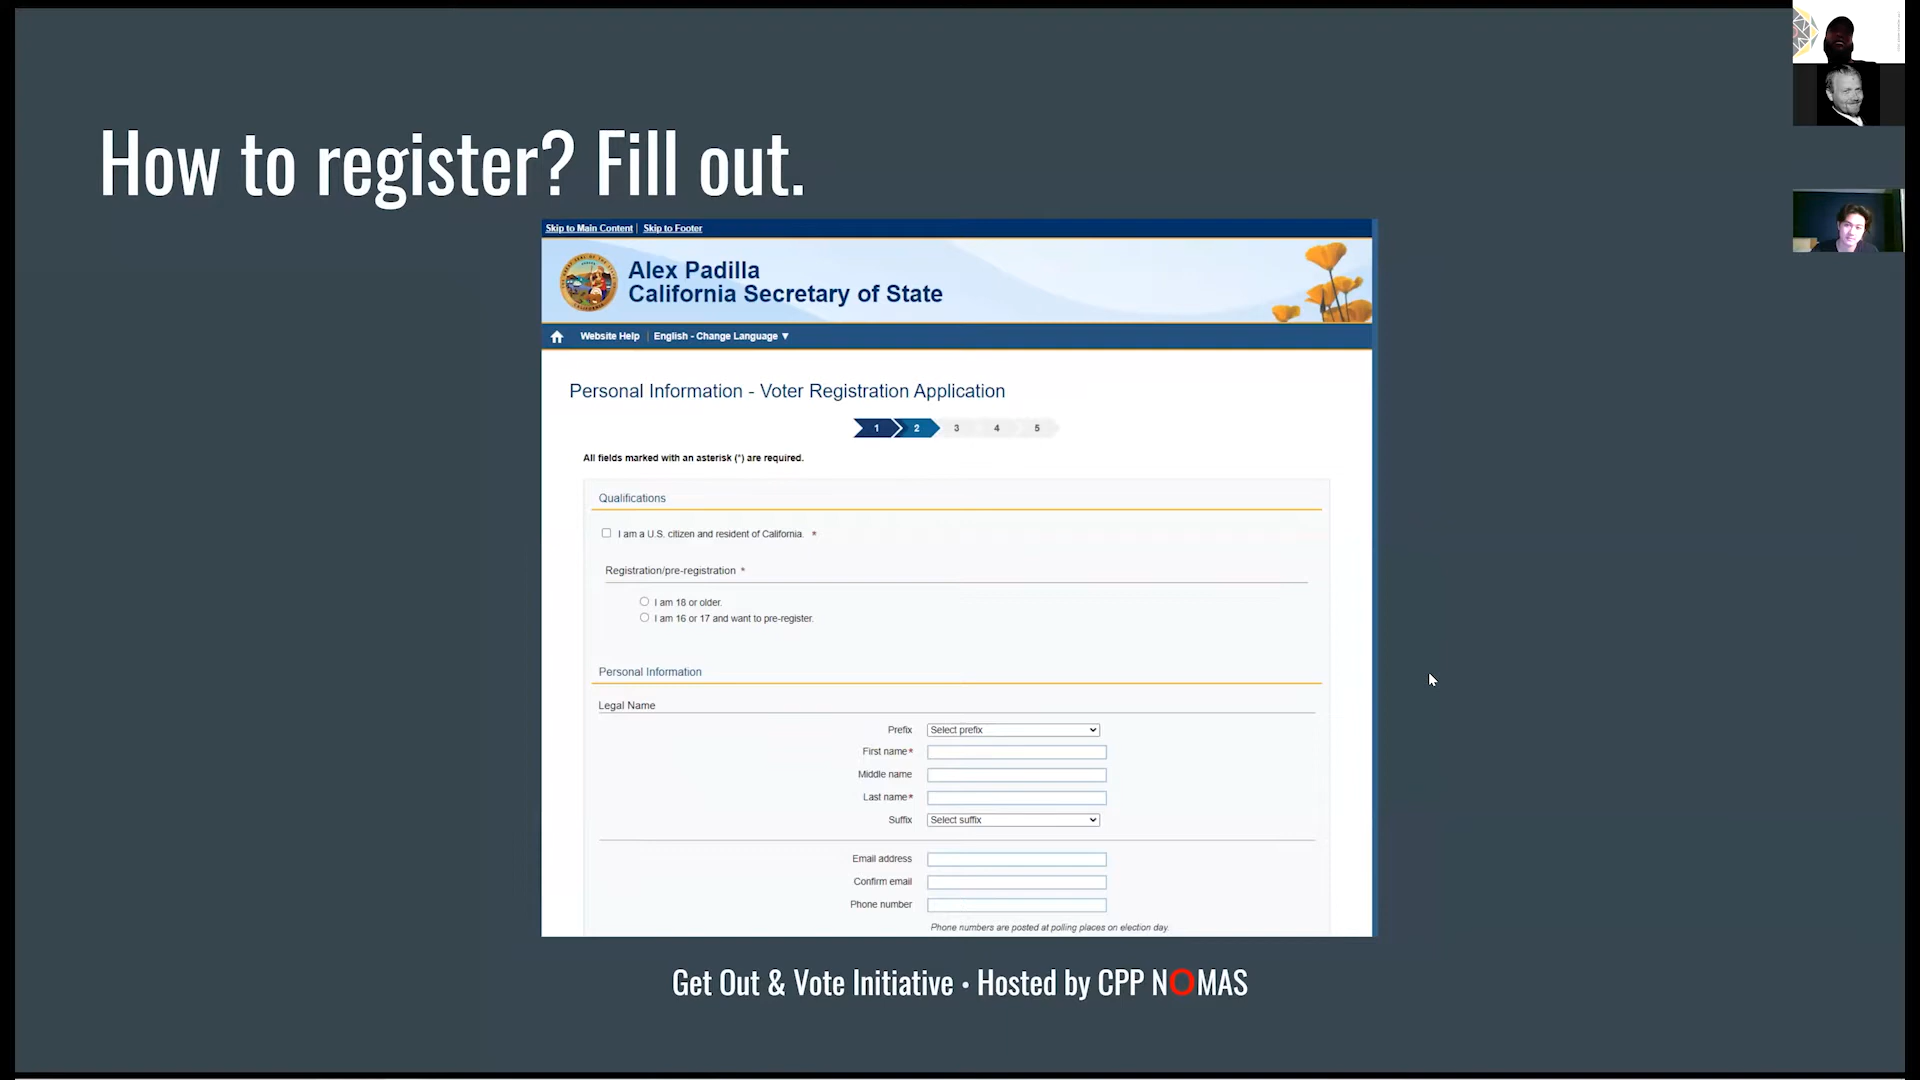 How to register? Fill out.
Skip to Main Content | Skip to Footer
Alex Padilla
California Secretary of State
Website Help | English - Change Language ▼
Personal Information - Voter Registration Application
1 2 3 4 5
All fields marked with an asterisk (*) are required.
Qualifications
I am a U.S. citizen and resident of California. *
Registration/pre-registration *
I am 18 or older.
I am 16 or 17 and want to pre-register.
Personal Information
Legal Name
Prefix Select prefix
First name*
Middle name
Last name*
Suffix Select suffix
Email address
Confirm email
Phone number
Phone numbers are posted at polling places on election day.
Get Out & Vote Initiative • Hosted by CPP NOMAS